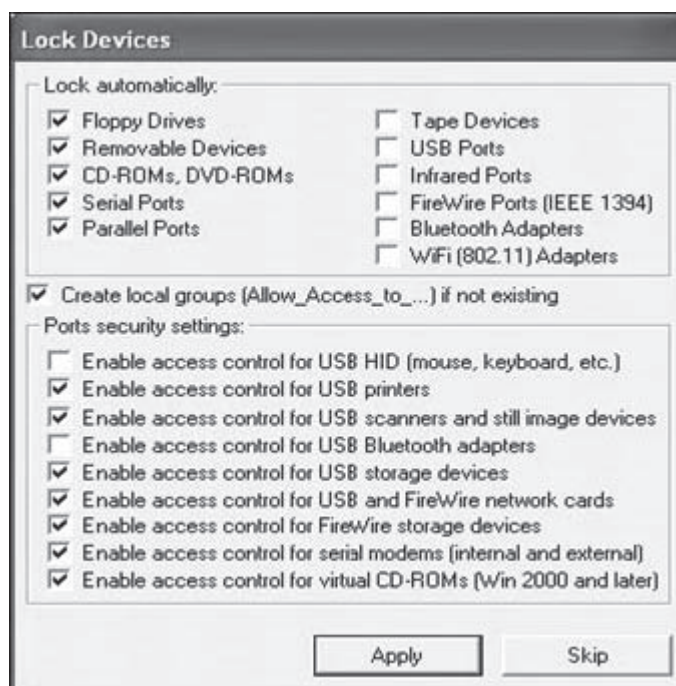 Lock Devices
Lock automatically:
Floppy Drives
Removable Devices
CD-ROMs, DVD-ROMs
Serial Ports
Parallel Ports
Tape Devices
USB Ports
Infrared Ports
FireWire Ports (IEEE 1394)
Bluetooth Adapters
WiFi (802.11) Adapters
Create local groups (Allow_Access_to_...) if not existing
Ports security settings:
Enable access control for USB HID (mouse, keyboard, etc.)
Enable access control for USB printers
Enable access control for USB scanners and still image devices
Enable access control for USB Bluetooth adapters
Enable access control for USB storage devices
Enable access control for USB and FireWire network cards
Enable access control for FireWire storage devices
Enable access control for serial modems (internal and external)
Enable access control for virtual CD-ROMs (Win 2000 and later)
Apply
Skip